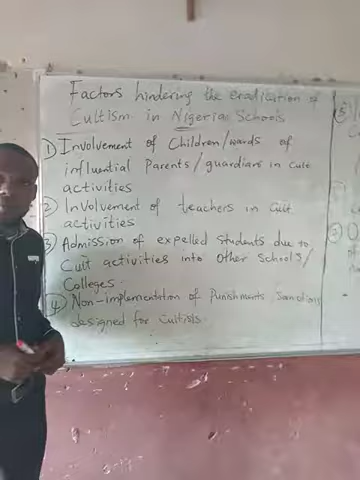 Factors hindering the eradication of
Cultism in Nigeria Schools
① Involvement of Children/wards of
influential Parents/guardians in cult
activities
② Involvement of teachers in Cult
activities
③ Admission of expelled students due to
Cult activities into other Schools/
Colleges.
④ Non-implementation of Punishments Sanctions
designed for Cultists.
⑤